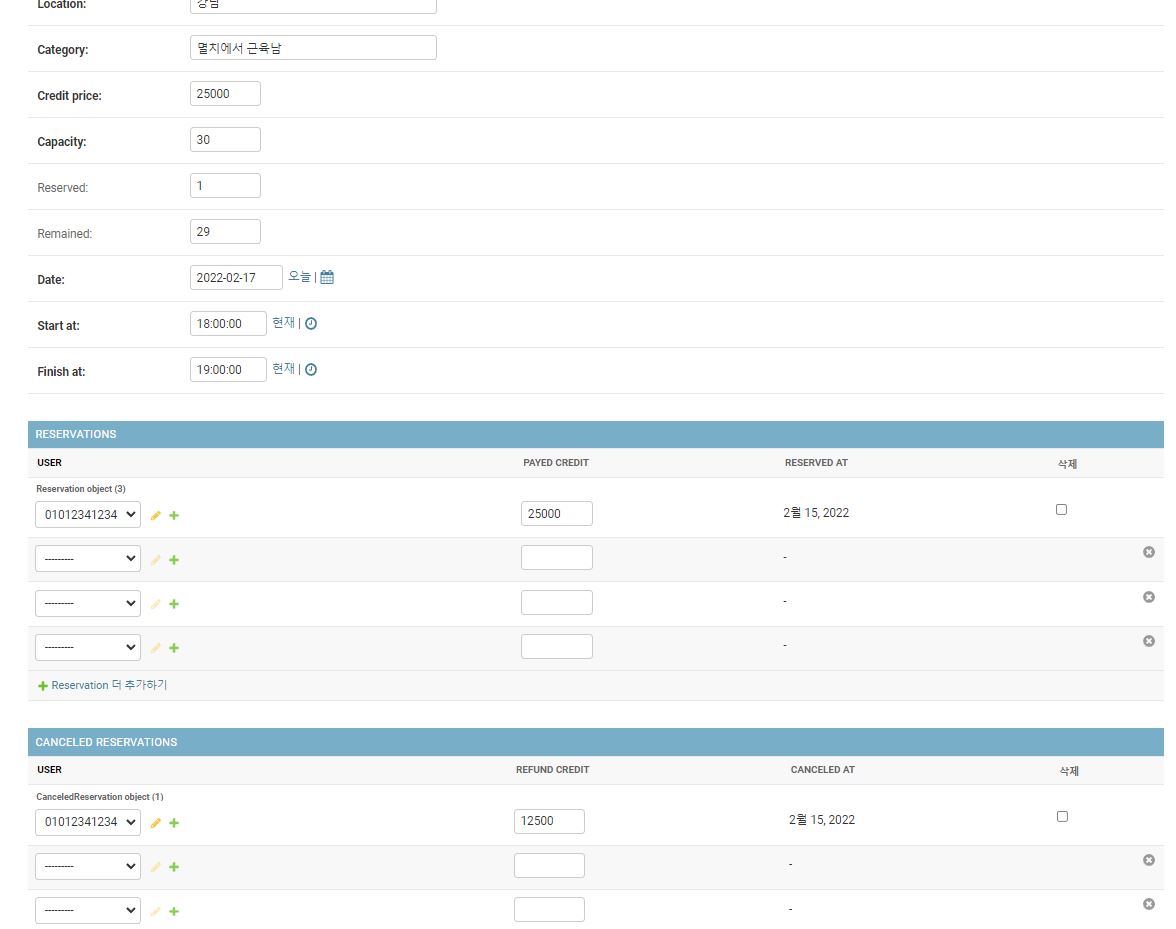 Location: 강남
Category: 멸치에서 근육남
Credit price: 25000
Capacity: 30
Reserved: 1
Remained: 29
Date: 2022-02-17 오늘 |
Start at: 18:00:00 현재 |
Finish at: 19:00:00 현재 |
RESERVATIONS
USER PAYED CREDIT RESERVED AT 삭제
Reservation object (3)
01012341234 25000 2월 15, 2022
--------- -
--------- -
--------- -
Reservation 더 추가하기
CANCELED RESERVATIONS
USER REFUND CREDIT CANCELED AT 삭제
CanceledReservation object (1)
01012341234 12500 2월 15, 2022
--------- -
--------- -